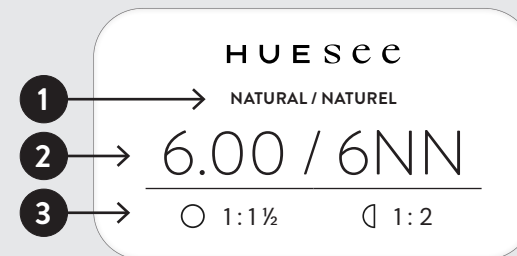 HUEsee
1
NATURAL / NATUREL
2
6.00 / 6NN
3
1:1½ 1:2